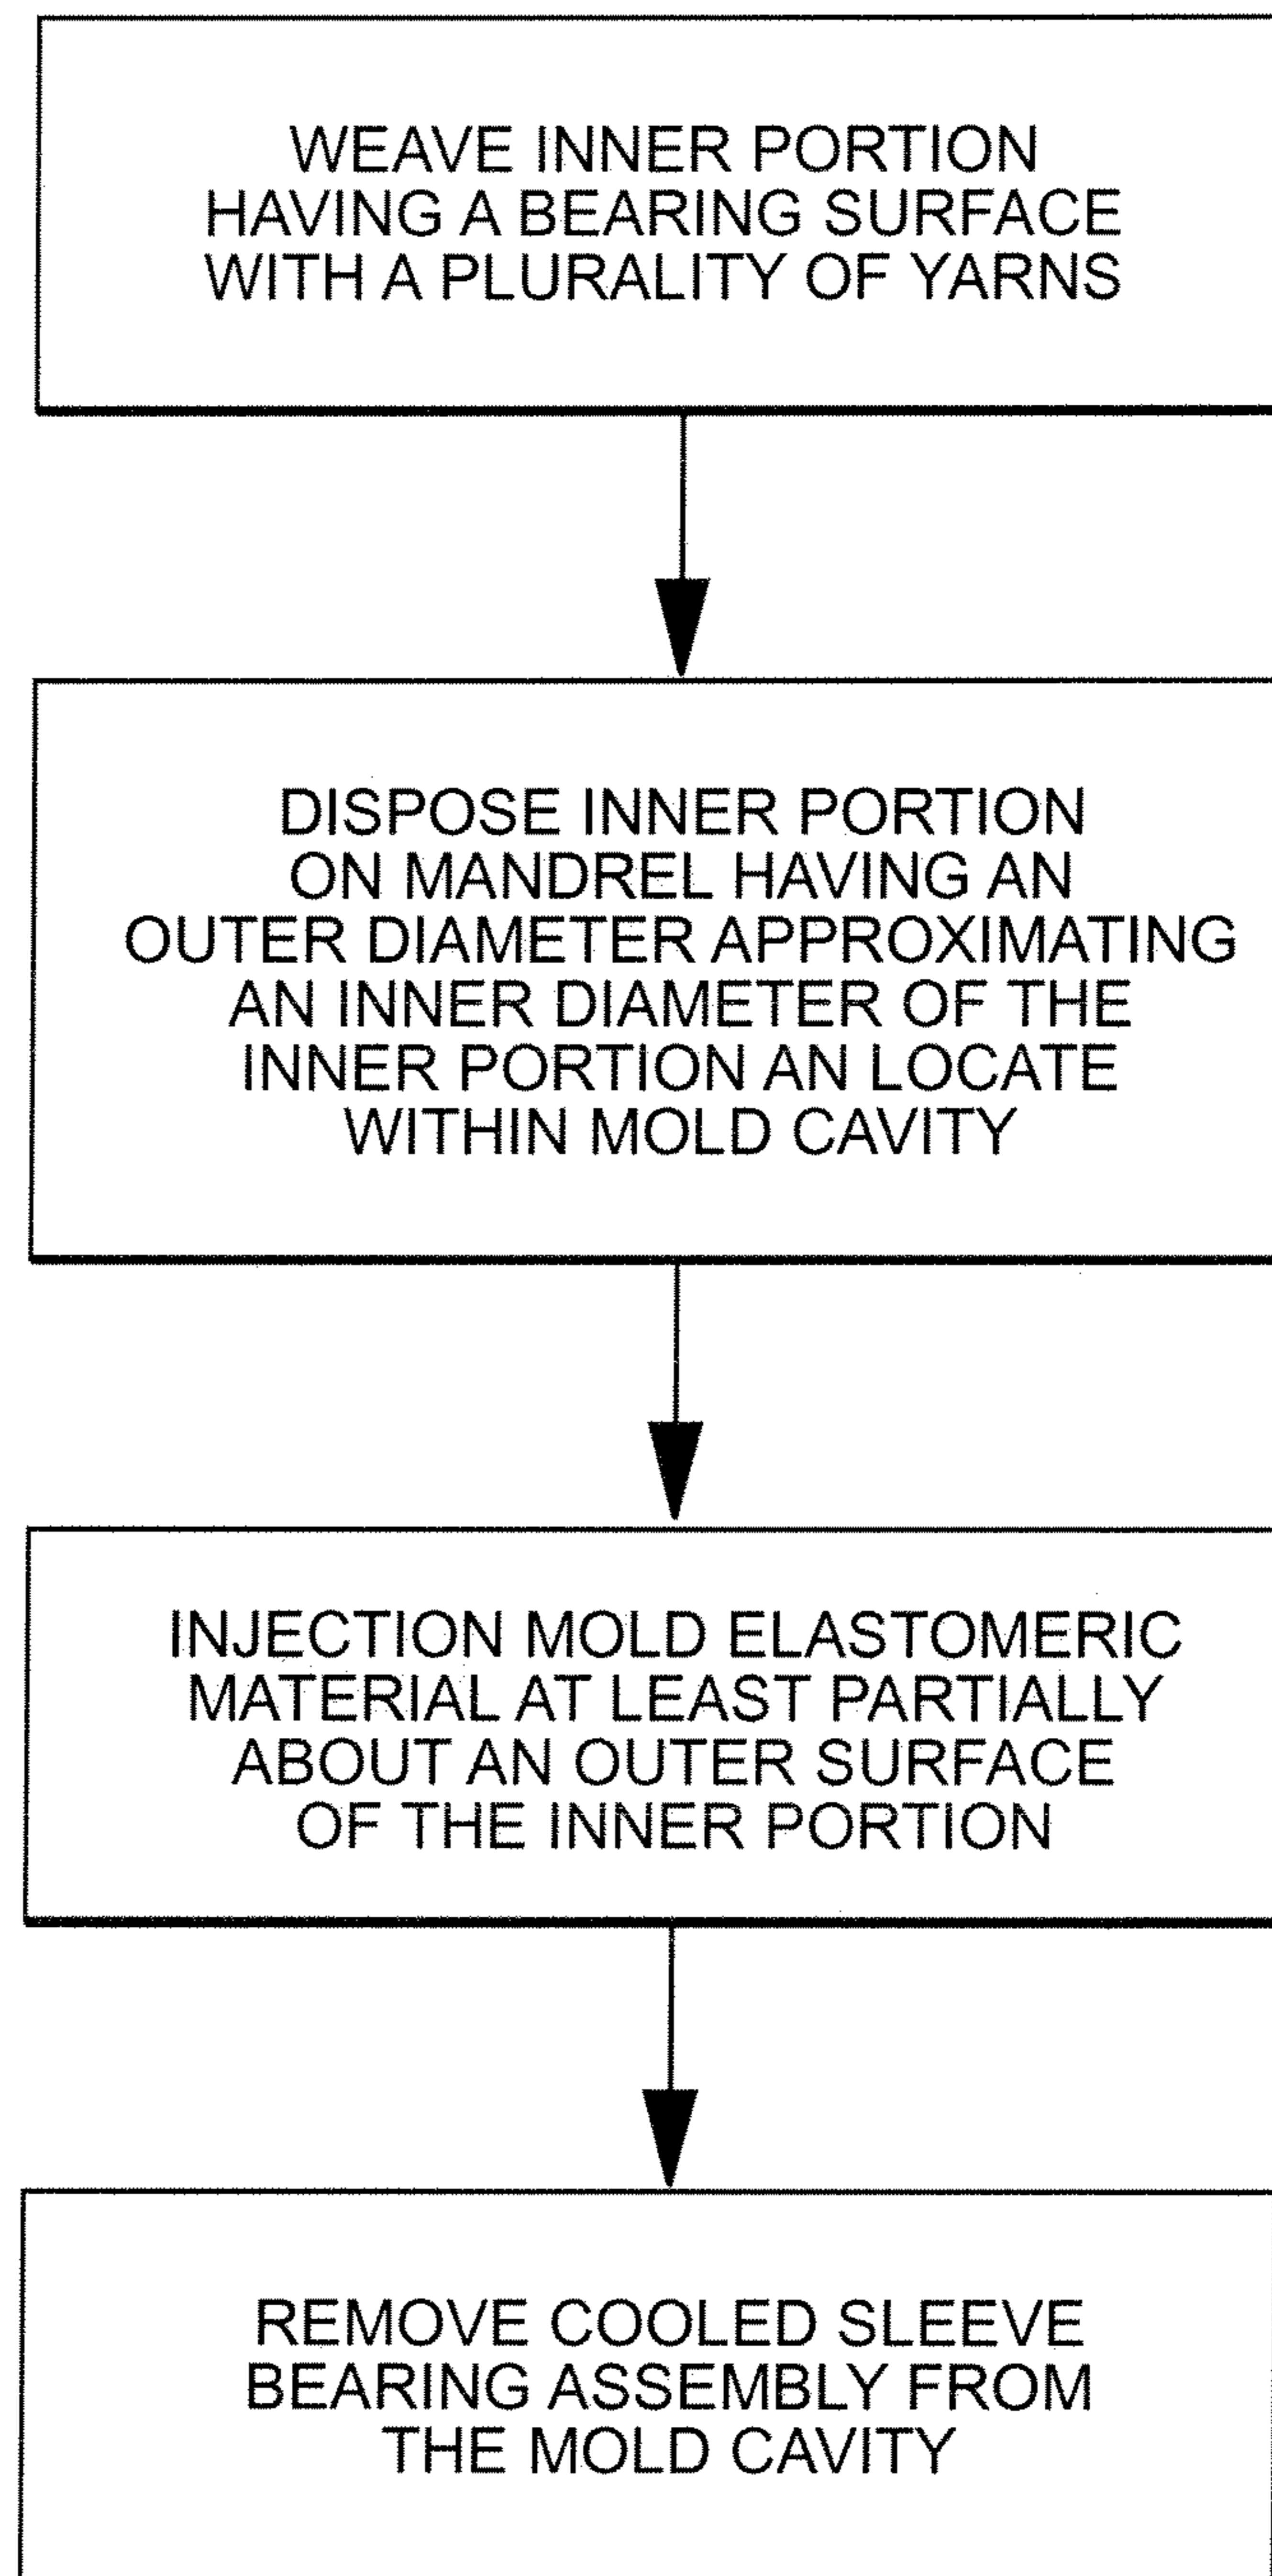 WEAVE INNER PORTION
HAVING A BEARING SURFACE
WITH A PLURALITY OF YARNS
DISPOSE INNER PORTION
ON MANDREL HAVING AN
OUTER DIAMETER APPROXIMATING
AN INNER DIAMETER OF THE
INNER PORTION AN LOCATE
WITHIN MOLD CAVITY
INJECTION MOLD ELASTOMERIC
MATERIAL AT LEAST PARTIALLY
ABOUT AN OUTER SURFACE
OF THE INNER PORTION
REMOVE COOLED SLEEVE
BEARING ASSEMBLY FROM
THE MOLD CAVITY